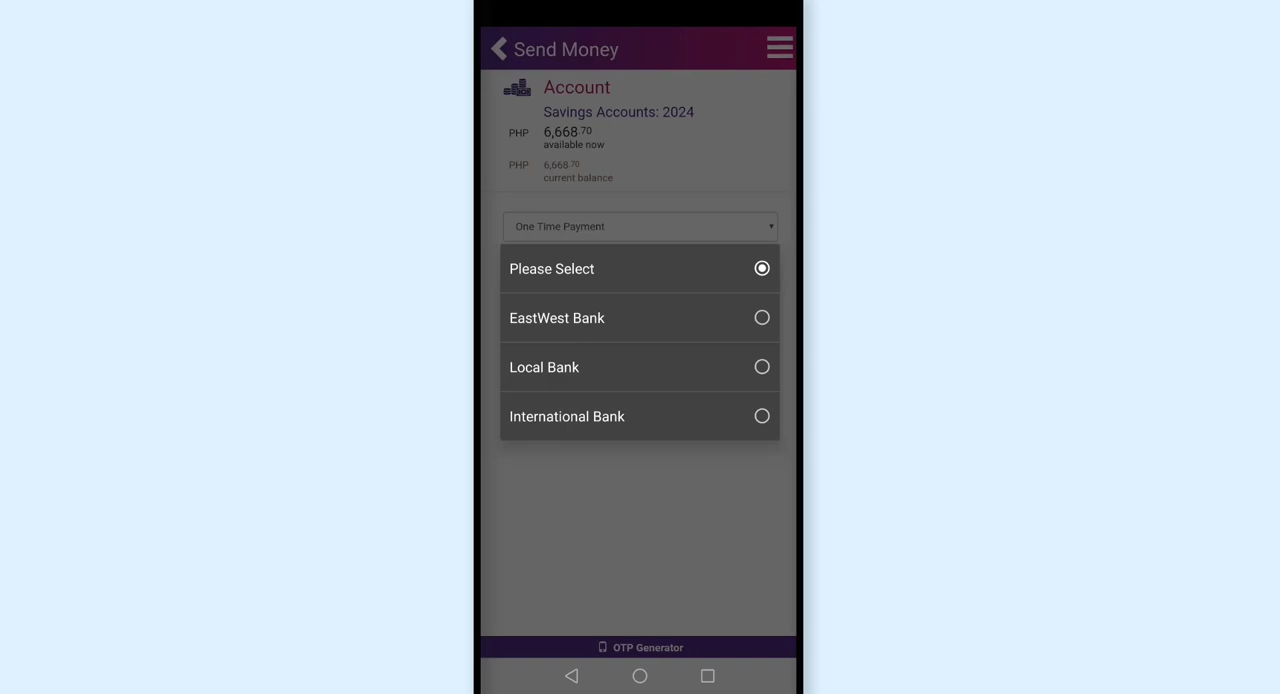 Send Money
Account
Savings Accounts: 2024
PHP 6,668.70
available now
PHP 6,668.70
current balance
One Time Payment
Please Select
EastWest Bank
Local Bank
International Bank
OTP Generator